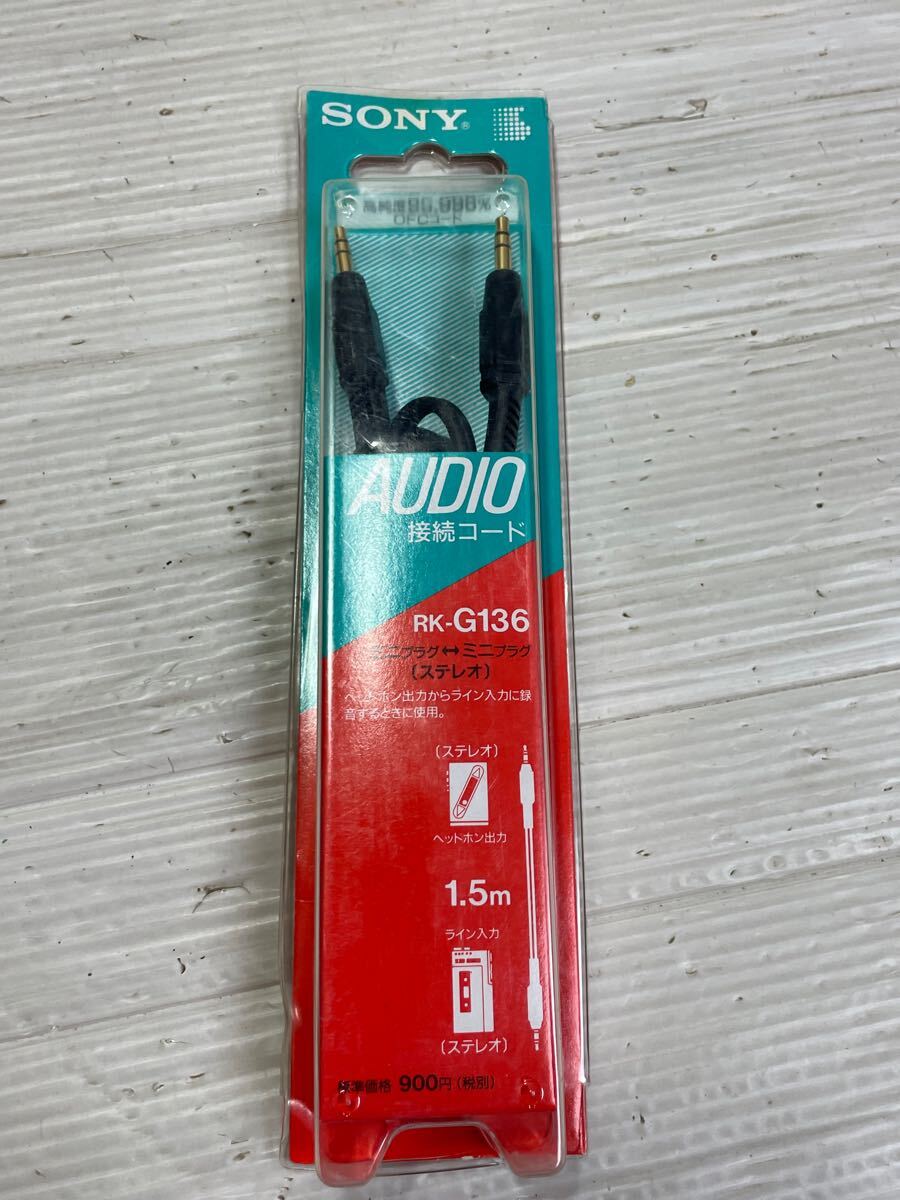 SONY®
高純度99.996%
OFCコード
AUDIO
接続コード
RK-G136
ミニプラグ↔ミニプラグ
(ステレオ)
ヘッドホン出力からライン入力に録
音するときに使用。
(ステレオ)
ヘッドホン出力
1.5m
ライン入力
(ステレオ)
標準価格 900円(税別)